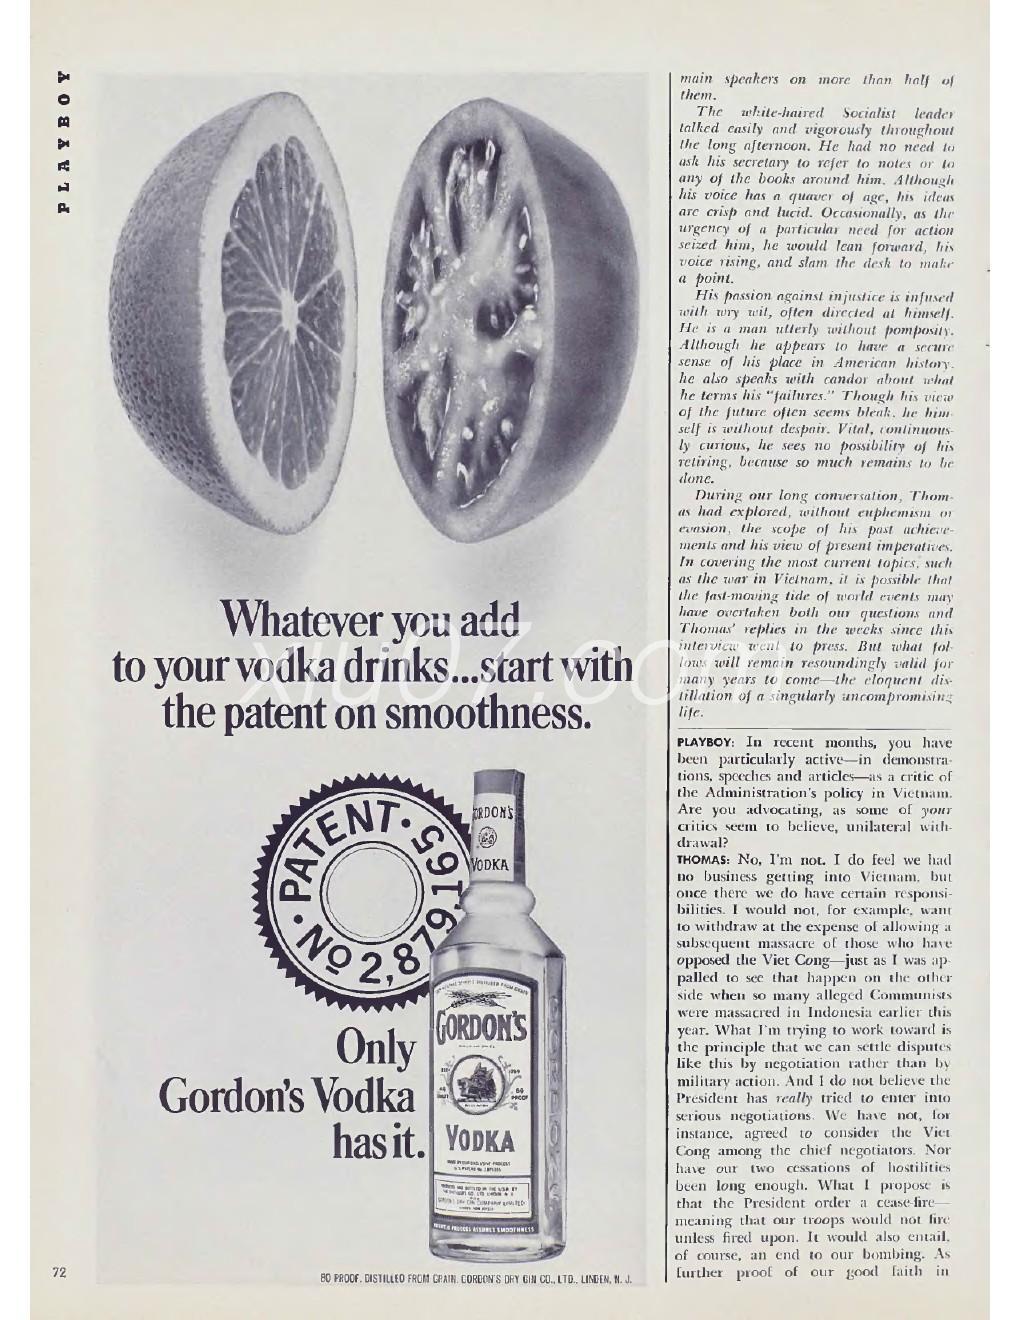 PLAYBOY
Whatever you add
to your vodka drinks...start with
the patent on smoothness.
PATENT · No 2,879,165 ·
Only
Gordon's Vodka
has it.
GORDON'S
VODKA
GORDON'S
80
PROOF
VODKA
PATENTED PROCESS ASSURES SMOOTHNESS
GORDON'S
80 PROOF. DISTILLED FROM GRAIN. GORDON'S DRY GIN CO., LTD., LINDEN, N. J.
72
xiu07.com
main speakers on more than half of
them.
The white-haired Socialist leader
talked easily and vigorously throughout
the long afternoon. He had no need to
ask his secretary to refer to notes or to
any of the books around him. Although
his voice has a quaver of age, his ideas
are crisp and lucid. Occasionally, as the
urgency of a particular need for action
seized him, he would lean forward, his
voice rising, and slam the desk to make
a point.
His passion against injustice is infused
with wry wit, often directed at himself.
He is a man utterly without pomposity.
Although he appears to have a secure
sense of his place in American history,
he also speaks with candor about what
he terms his "failures." Though his view
of the future often seems bleak, he him-
self is without despair. Vital, continuous-
ly curious, he sees no possibility of his
retiring, because so much remains to be
done.
During our long conversation, Thom-
as had explored, without euphemism or
evasion, the scope of his past achieve-
ments and his view of present imperatives.
In covering the most current topics, such
as the war in Vietnam, it is possible that
the fast-moving tide of world events may
have overtaken both our questions and
Thomas' replies in the weeks since this
interview went to press. But what fol-
lows will remain resoundingly valid for
many years to come—the eloquent dis-
tillation of a singularly uncompromising
life.
PLAYBOY: In recent months, you have
been particularly active—in demonstra-
tions, speeches and articles—as a critic of
the Administration's policy in Vietnam.
Are you advocating, as some of your
critics seem to believe, unilateral with-
drawal?
THOMAS: No, I'm not. I do feel we had
no business getting into Vietnam, but
once there we do have certain responsi-
bilities. I would not, for example, want
to withdraw at the expense of allowing a
subsequent massacre of those who have
opposed the Viet Cong—just as I was ap-
palled to see that happen on the other
side when so many alleged Communists
were massacred in Indonesia earlier this
year. What I'm trying to work toward is
the principle that we can settle disputes
like this by negotiation rather than by
military action. And I do not believe the
President has really tried to enter into
serious negotiations. We have not, for
instance, agreed to consider the Viet
Cong among the chief negotiators. Nor
have our two cessations of hostilities
been long enough. What I propose is
that the President order a cease-fire—
meaning that our troops would not fire
unless fired upon. It would also entail,
of course, an end to our bombing. As
further proof of our good faith in